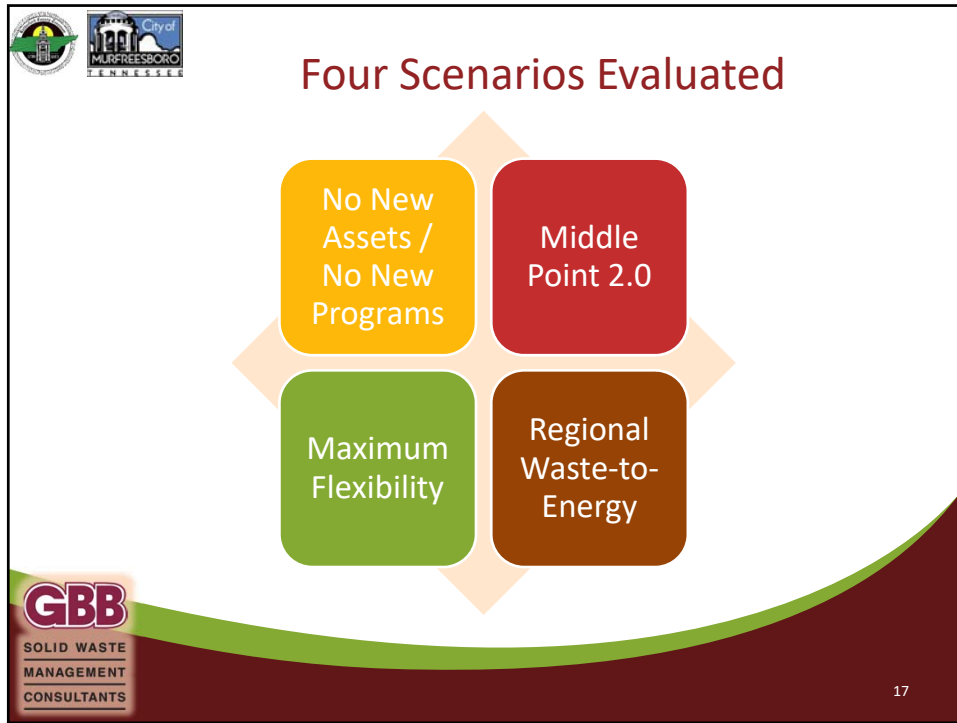 City of
MURFREESBORO
TENNESSEE
Four Scenarios Evaluated
No New
Assets /
No New
Programs
Middle
Point 2.0
Maximum
Flexibility
Regional
Waste-to-
Energy
GBB
SOLID WASTE
MANAGEMENT
CONSULTANTS
17